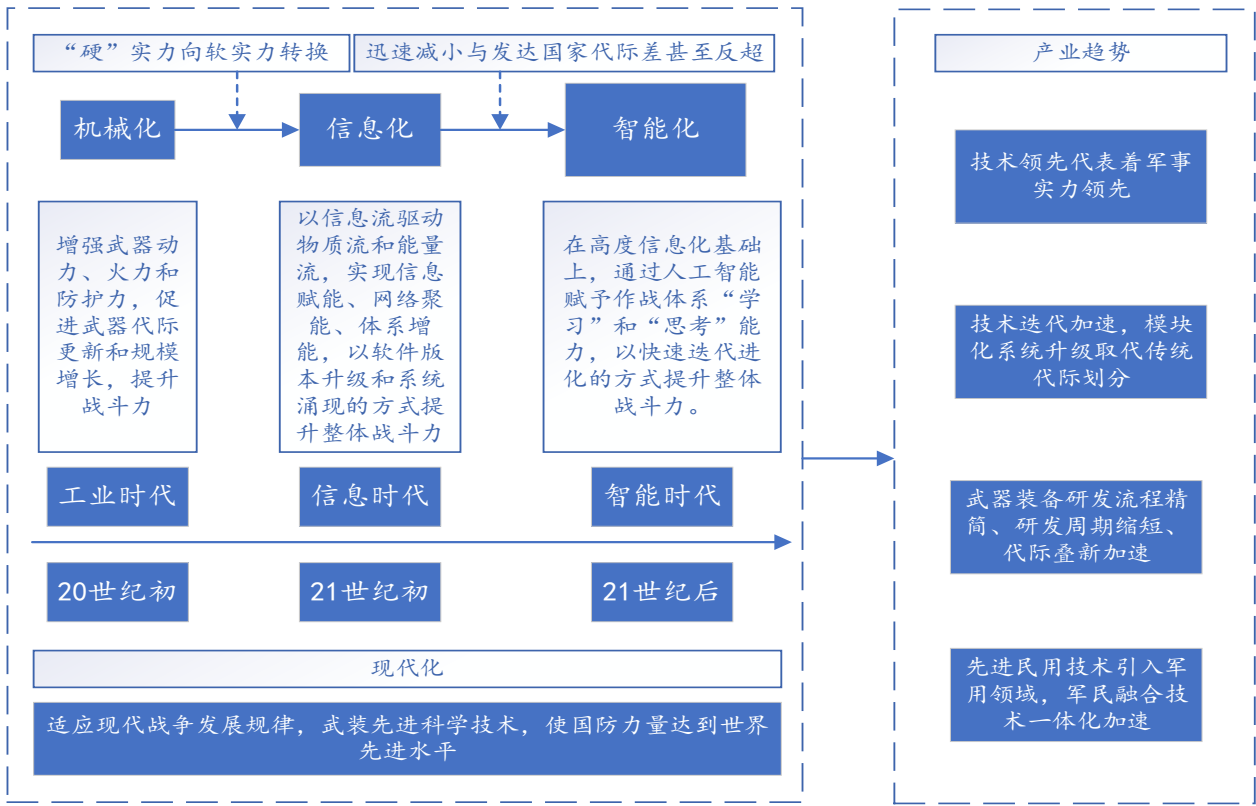 “硬”实力向软实力转换
迅速减小与发达国家代际差甚至反超
机械化
信息化
智能化
增强武器动
力、火力和
防护力，促
进武器代际
更新和规模
增长，提升
战斗力
以信息流驱动
物质流和能量
流，实现信息
赋能、网络聚
能、体系增
能，以软件版
本升级和系统
涌现的方式提
升整体战斗力
在高度信息化基础
上，通过人工智能
赋予作战体系“学
习”和“思考”能
力，以快速迭代进
化的方式提升整体
战斗力。
工业时代
信息时代
智能时代
20世纪初
21世纪初
21世纪后
现代化
适应现代战争发展规律，武装先进科学技术，使国防力量达到世界
先进水平
产业趋势
技术领先代表着军事
实力领先
技术迭代加速，模块
化系统升级取代传统
代际划分
武器装备研发流程精
简、研发周期缩短、
代际叠新加速
先进民用技术引入军
用领域，军民融合技
术一体化加速